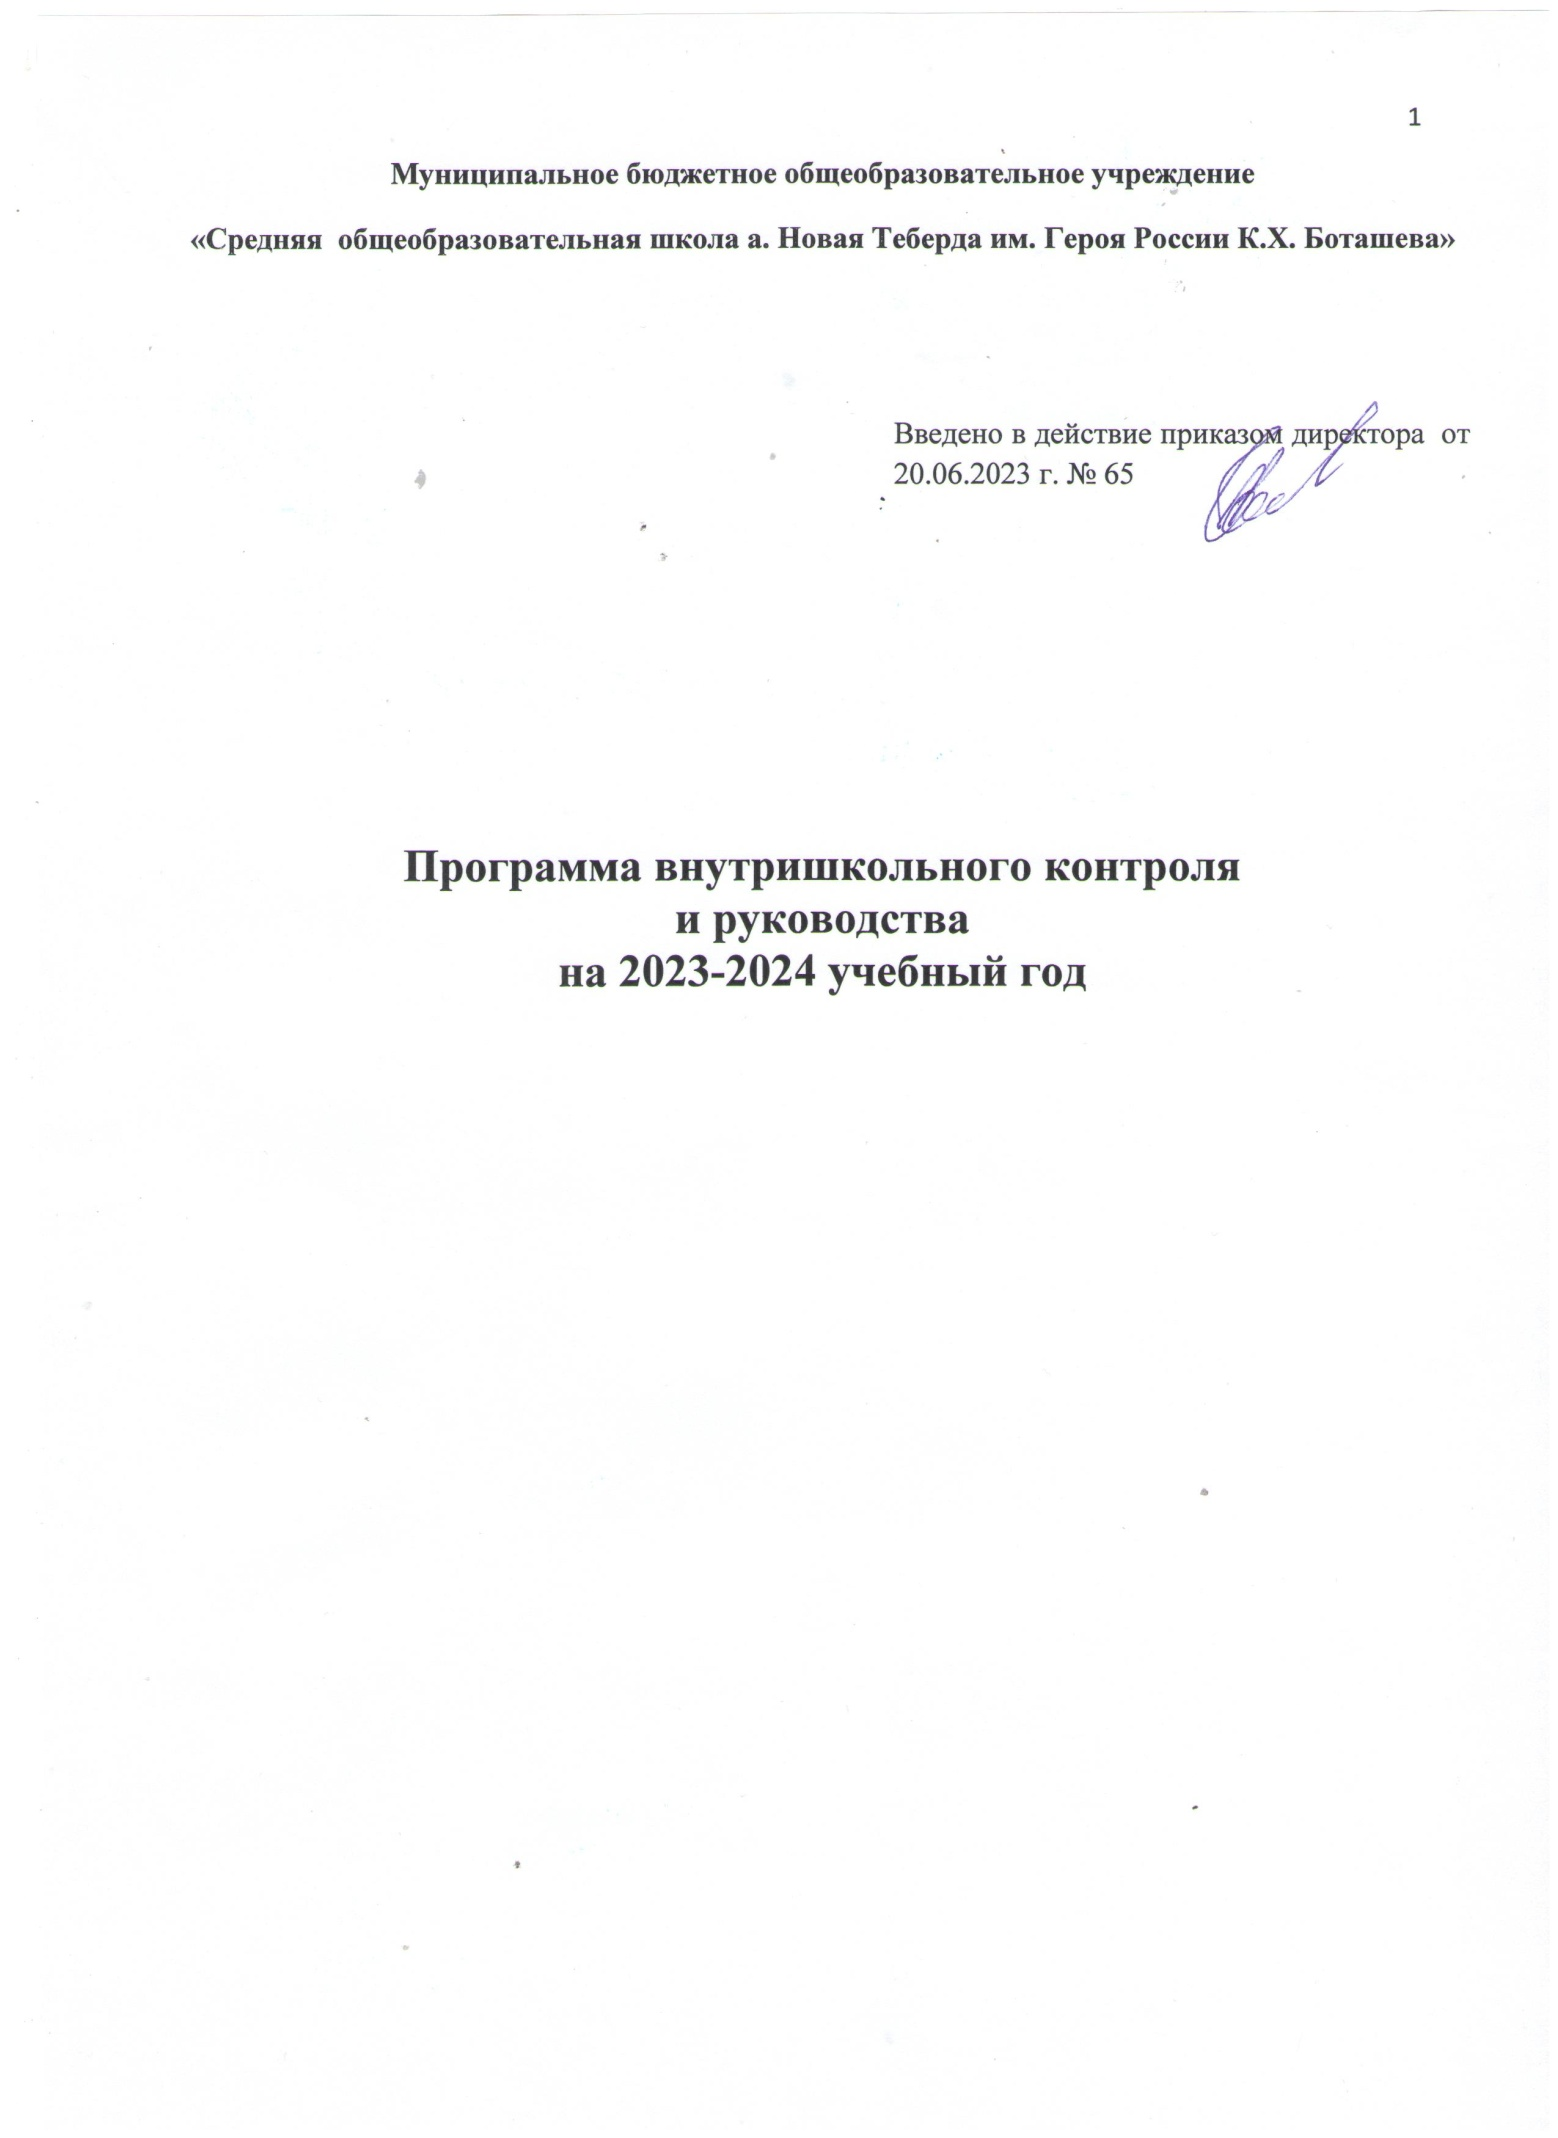 1
Муниципальное бюджетное общеобразовательное учреждение
«Средняя  общеобразовательная школа а. Новая Теберда им. Героя России К.Х. Боташева»
Введено в действие приказом директора  от
20.06.2023 г. № 65
Программа внутришкольного контроля
и руководства
на 2023-2024 учебный год